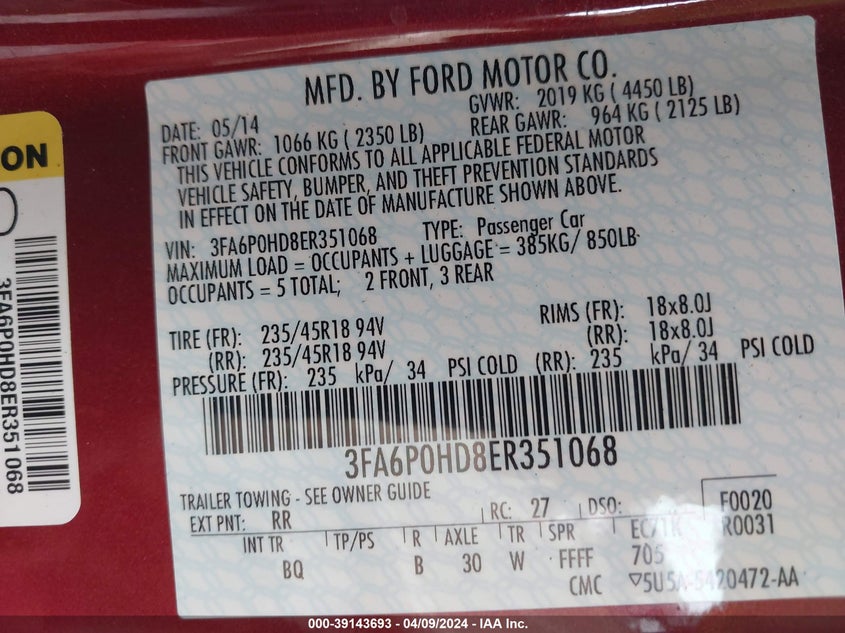 MFD. BY FORD MOTOR CO.
DATE: 05/14 GVWR: 2019 KG ( 4450 LB)
FRONT GAWR: 1066 KG ( 2350 LB) REAR GAWR: 964 KG ( 2125 LB)
THIS VEHICLE CONFORMS TO ALL APPLICABLE FEDERAL MOTOR
VEHICLE SAFETY, BUMPER, AND THEFT PREVENTION STANDARDS
IN EFFECT ON THE DATE OF MANUFACTURE SHOWN ABOVE.
VIN: 3FA6P0HD8ER351068 TYPE: Passenger Car
MAXIMUM LOAD = OCCUPANTS + LUGGAGE = 385KG/ 850LB
OCCUPANTS = 5 TOTAL; 2 FRONT, 3 REAR
TIRE (FR): 235/45R18 94V RIMS (FR): 18x8.0J
(RR): 235/45R18 94V (RR): 18x8.0J
PRESSURE (FR): 235 kPa/ 34 PSI COLD (RR): 235 kPa/ 34 PSI COLD
3FA6P0HD8ER351068
TRAILER TOWING - SEE OWNER GUIDE
EXT PNT: RR RC: 27 DSO: F0020
INT TR TP/PS R AXLE TR SPR R0031
BQ B 30 W FFFF 705
CMC ▽5U5A-5420472-AA
ON
3FA6P0HD8ER351068
000-39143693 - 04/09/2024 - IAA Inc.